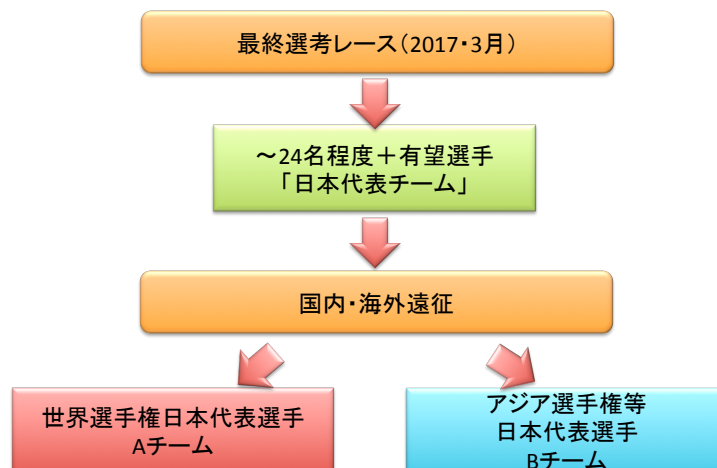 最終選考レース（2017・3月）
～24名程度＋有望選手
「日本代表チーム」
国内・海外遠征
世界選手権日本代表選手
Aチーム
アジア選手権等
日本代表選手
Bチーム